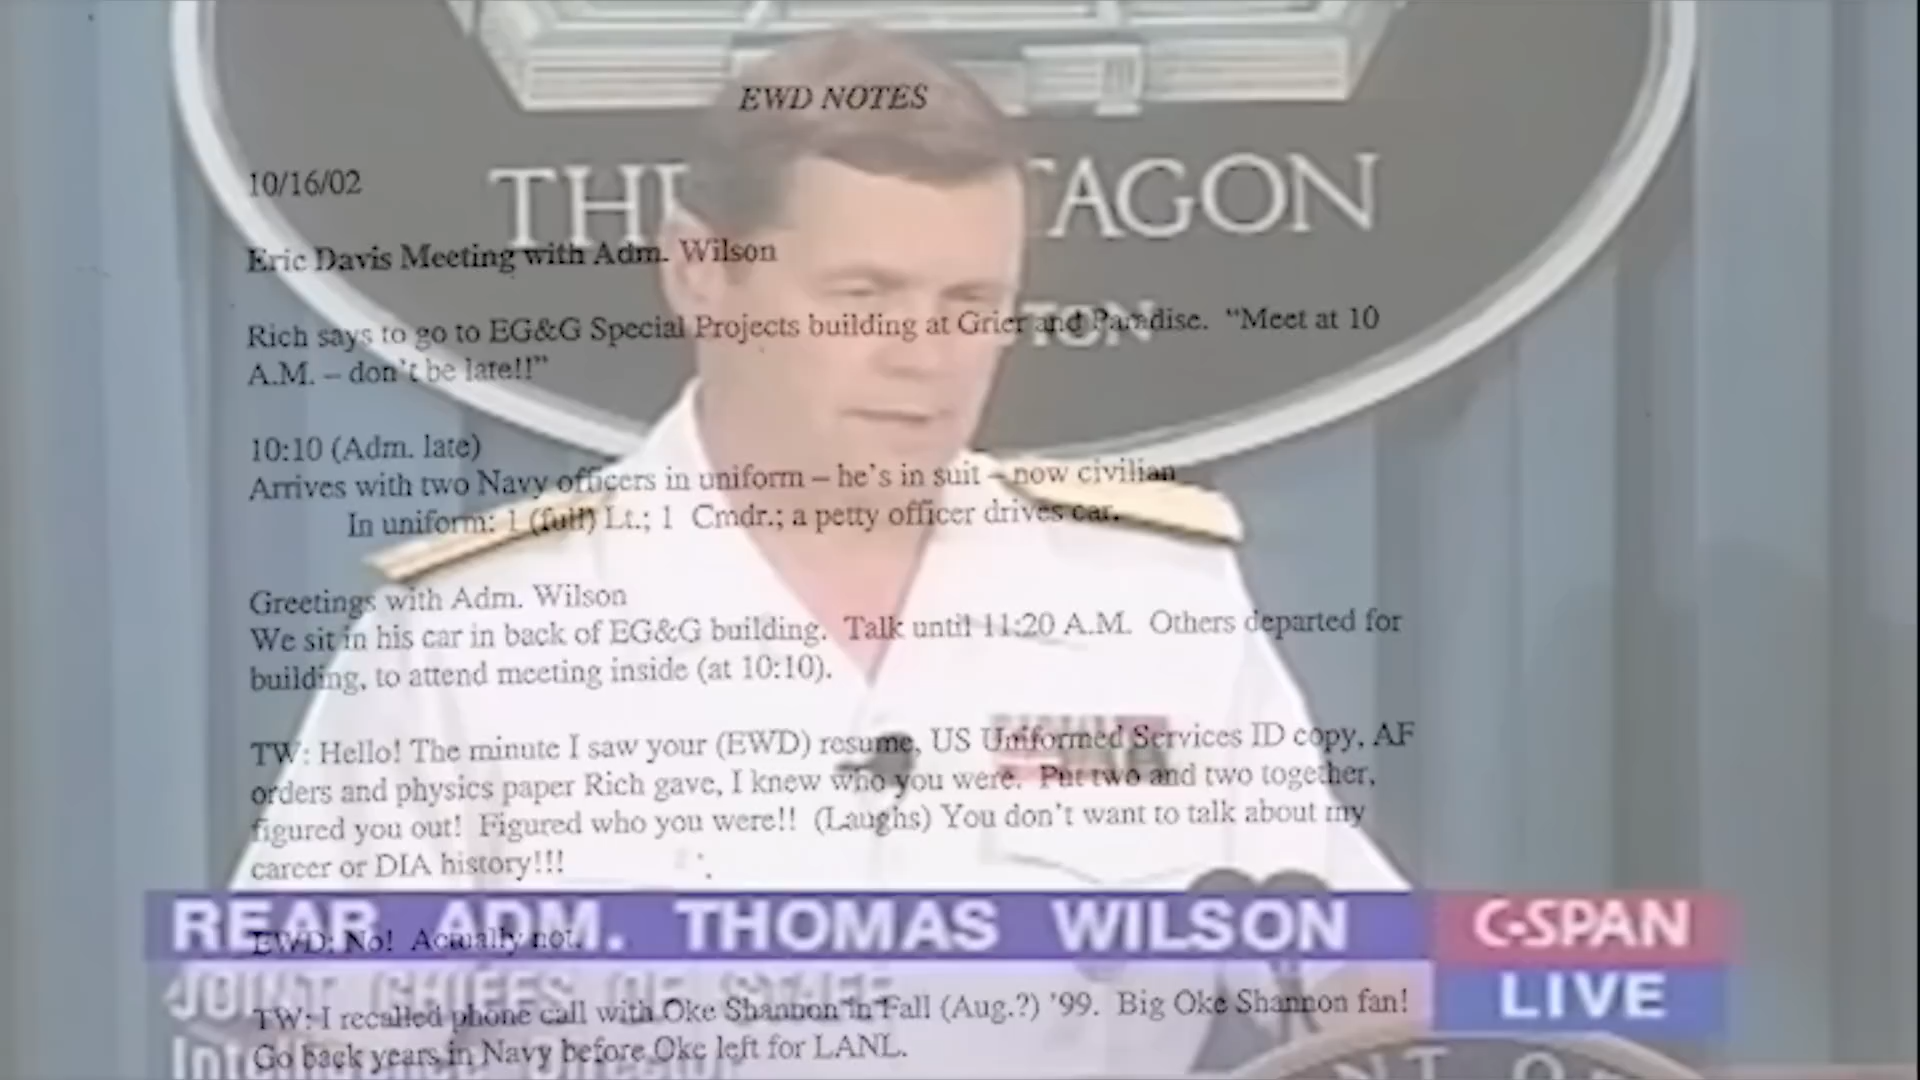 EWD NOTES
THE TAGON
10/16/02
Eric Davis Meeting with Adm. Wilson
TON
Rich says to go to EG&G Special Projects building at Grier and Paradise. “Meet at 10
A.M. – don’t be late!!”
10:10 (Adm. late)
Arrives with two Navy officers in uniform – he’s in suit – now civilian
In uniform: 1 (full) Lt.; 1 Cmdr.; a petty officer drives car.
Greetings with Adm. Wilson
We sit in his car in back of EG&G building. Talk until 11:20 A.M. Others departed for
building, to attend meeting inside (at 10:10).
TW: Hello! The minute I saw your (EWD) resume, US Uniformed Services ID copy, AF
orders and physics paper Rich gave, I knew who you were. Put two and two together,
figured you out! Figured who you were!! (Laughs) You don’t want to talk about my
career or DIA history!!!
REAR ADM. THOMAS WILSON
C-SPAN
EWD: No! Actually not.
JOINT CHIEFS OF STAFF
LIVE
TW: I recalled phone call with Oke Shannon in Fall (Aug.?) ’99. Big Oke Shannon fan!
Go back years in Navy before Oke left for LANL.
Intelligence Director
NT O